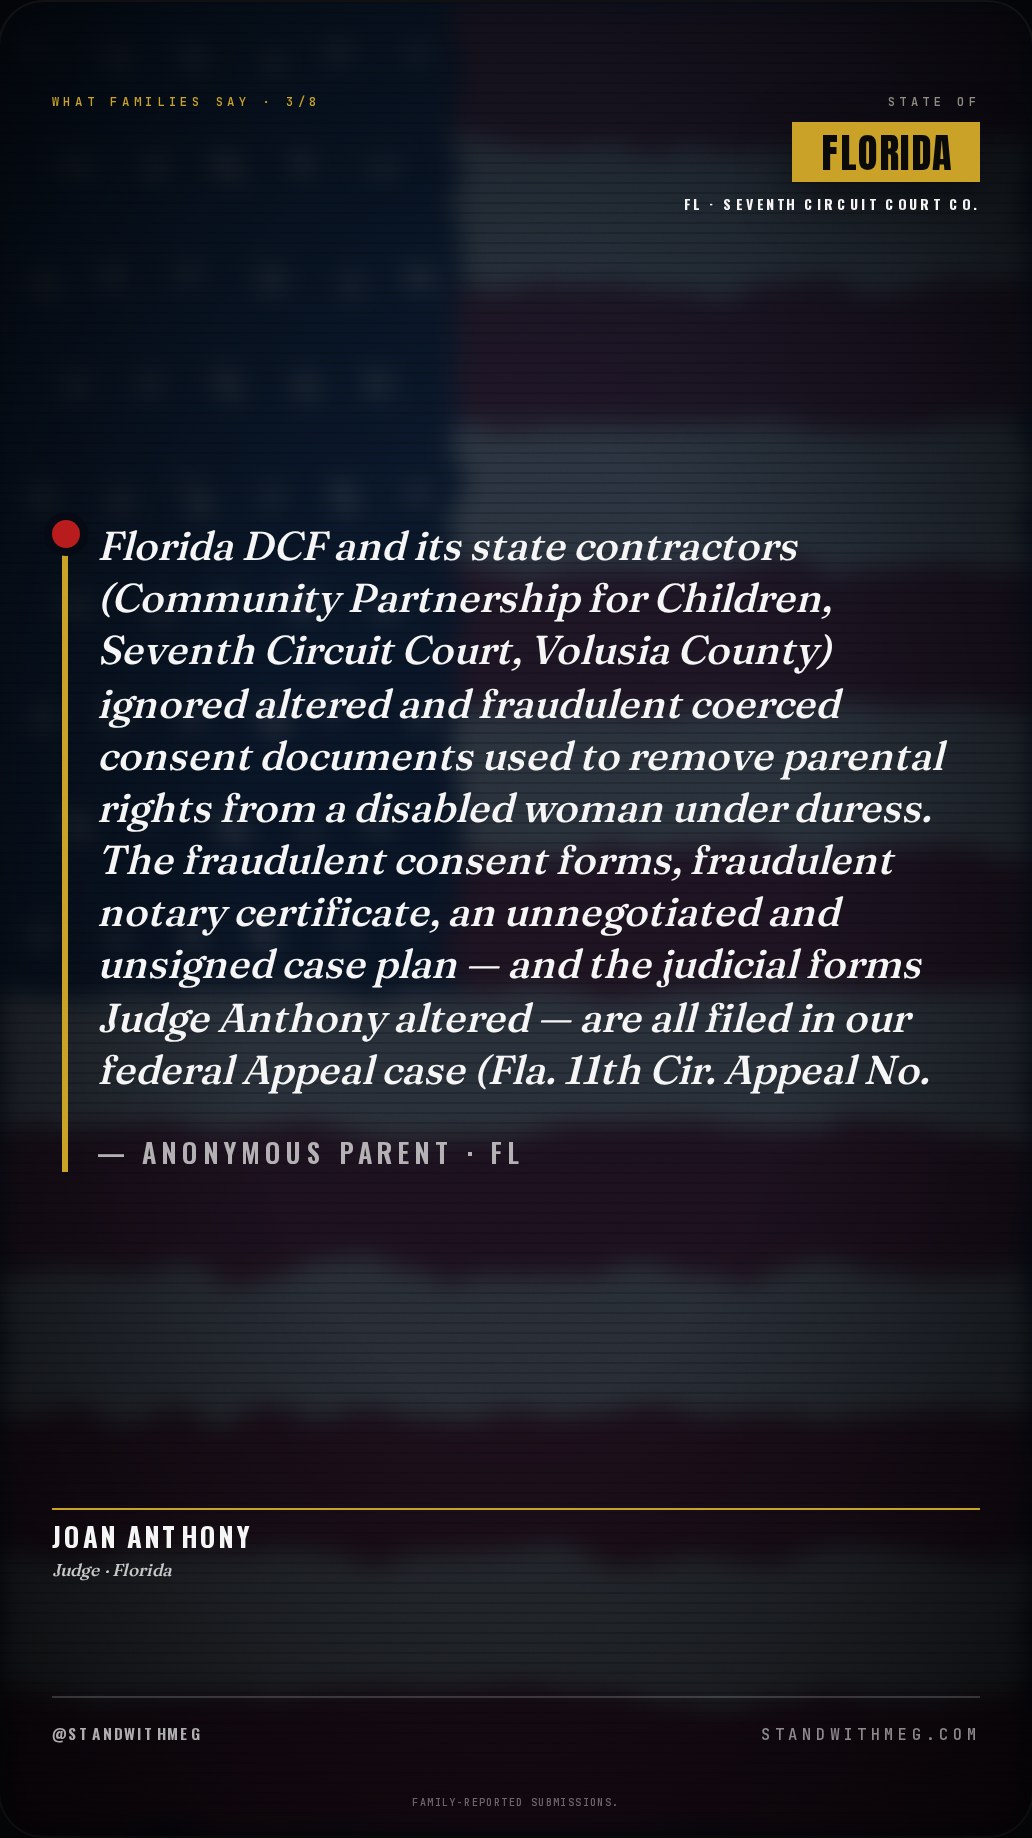 WHAT FAMILIES SAY · 3/8
STATE OF
FLORIDA
FL · SEVENTH CIRCUIT COURT CO.
Florida DCF and its state contractors
(Community Partnership for Children,
Seventh Circuit Court, Volusia County)
ignored altered and fraudulent coerced
consent documents used to remove parental
rights from a disabled woman under duress.
The fraudulent consent forms, fraudulent
notary certificate, an unnegotiated and
unsigned case plan — and the judicial forms
Judge Anthony altered — are all filed in our
federal Appeal case (Fla. 11th Cir. Appeal No.
— ANONYMOUS PARENT · FL
JOAN ANTHONY
Judge · Florida
@STANDWITHMEG
STANDWITHMEG.COM
FAMILY-REPORTED SUBMISSIONS.